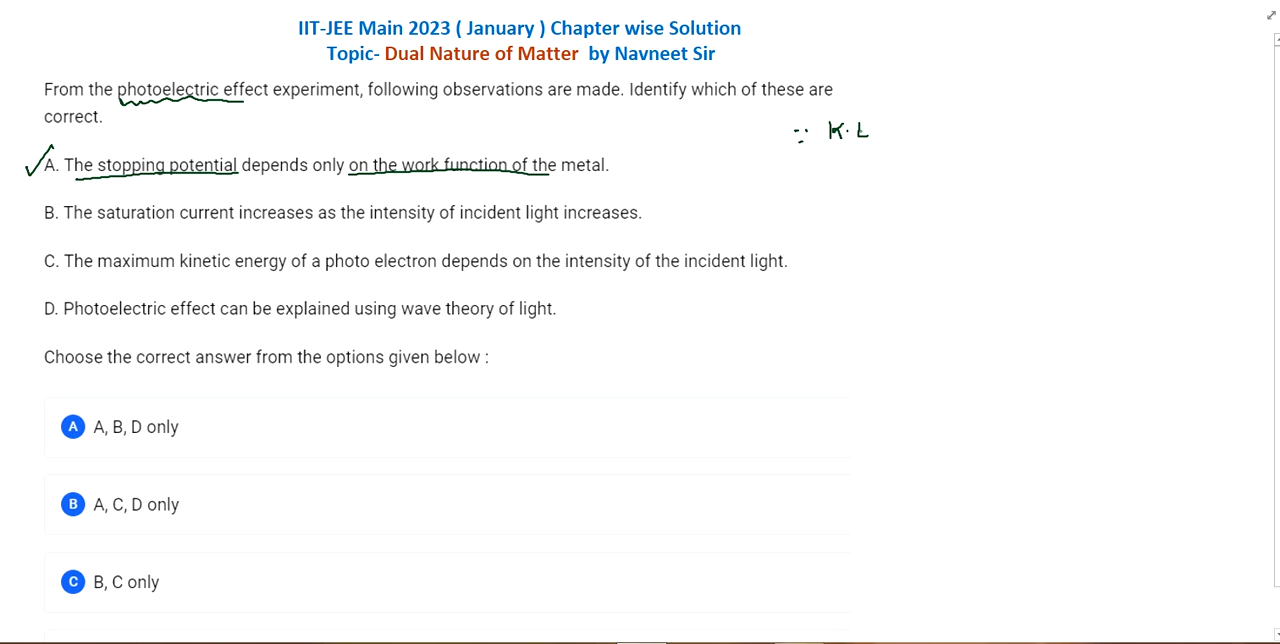 IIT-JEE Main 2023 ( January ) Chapter wise Solution
Topic- Dual Nature of Matter by Navneet Sir
From the photoelectric effect experiment, following observations are made. Identify which of these are
correct.
∵ K.E
A. The stopping potential depends only on the work function of the metal.
B. The saturation current increases as the intensity of incident light increases.
C. The maximum kinetic energy of a photo electron depends on the intensity of the incident light.
D. Photoelectric effect can be explained using wave theory of light.
Choose the correct answer from the options given below :
A A, B, D only
B A, C, D only
C B, C only